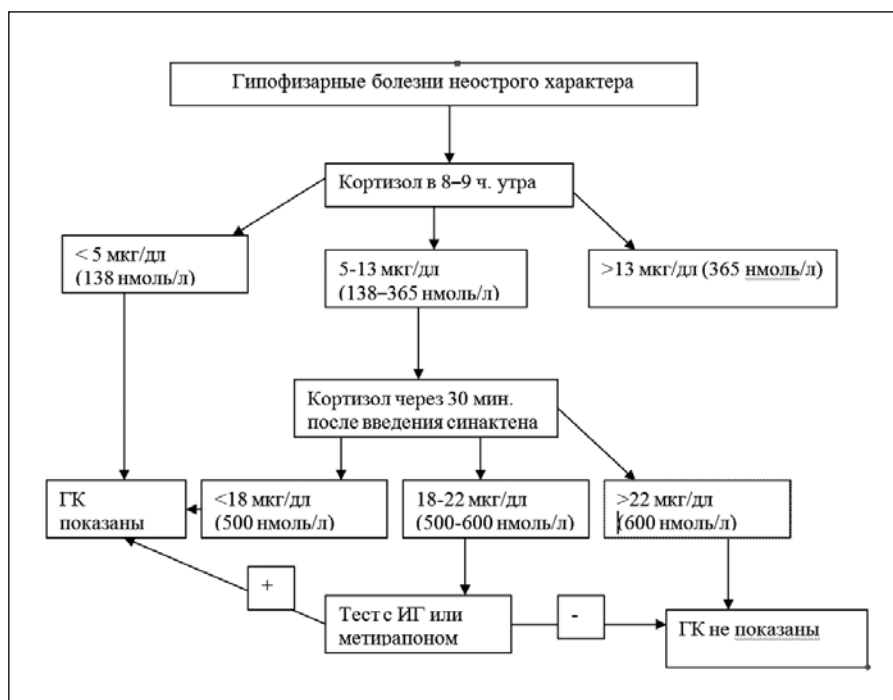 Гипофизарные болезни неострого характера
Кортизол в 8–9 ч. утра
< 5 мкг/дл
(138 нмоль/л)
5-13 мкг/дл
(138–365 нмоль/л)
>13 мкг/дл (365 нмоль/л)
Кортизол через 30 мин.
после введения синактена
ГК
показаны
<18 мкг/дл
(500 нмоль/л)
18-22 мкг/дл
(500-600 нмоль/л)
>22 мкг/дл
(600 нмоль/л)
+
Тест с ИГ или
метирапоном
-
ГК не показаны